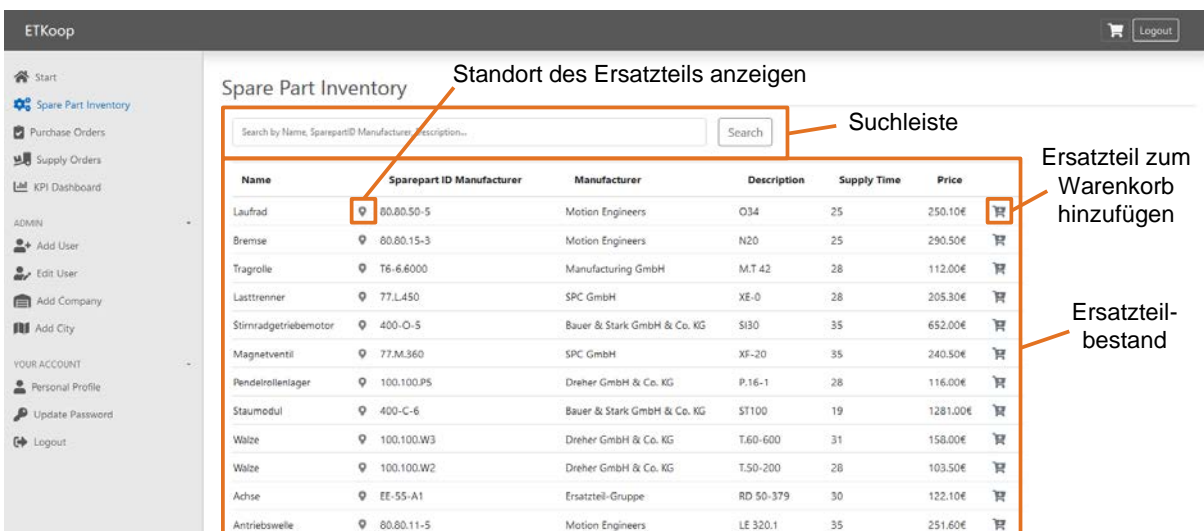 ETKoop
Logout
Start
Spare Part Inventory
Purchase Orders
Supply Orders
KPI Dashboard
ADMIN
Add User
Edit User
Add Company
Add City
YOUR ACCOUNT
Personal Profile
Update Password
Logout
Standort des Ersatzteils anzeigen
Spare Part Inventory
Search by Name, SparepartID Manufacturer, Description...
Search
Suchleiste
Ersatzteil zum
Warenkorb
hinzufügen
Ersatzteil-
bestand
Name Sparepart ID Manufacturer Manufacturer Description Supply Time Price
Laufrad 80.80.50-5 Motion Engineers O34 25 250.10€
Bremse 80.80.15-3 Motion Engineers N20 25 290.50€
Tragrolle T6-6.6000 Manufacturing GmbH M.T 42 28 112.00€
Lasttrenner 77.L.450 SPC GmbH XE-0 28 205.30€
Stirnradgetriebemotor 400-O-5 Bauer & Stark GmbH & Co. KG SI30 35 652.00€
Magnetventil 77.M.360 SPC GmbH XF-20 35 240.50€
Pendelrollenlager 100.100.P5 Dreher GmbH & Co. KG P.16-1 28 116.00€
Staumodul 400-C-6 Bauer & Stark GmbH & Co. KG ST100 19 1281.00€
Walze 100.100.W3 Dreher GmbH & Co. KG T.60-600 31 158.00€
Walze 100.100.W2 Dreher GmbH & Co. KG T.50-200 28 103.50€
Achse EE-55-A1 Ersatzteil-Gruppe RD 50-379 30 122.10€
Antriebswelle 80.80.11-5 Motion Engineers LE 320.1 35 251.60€